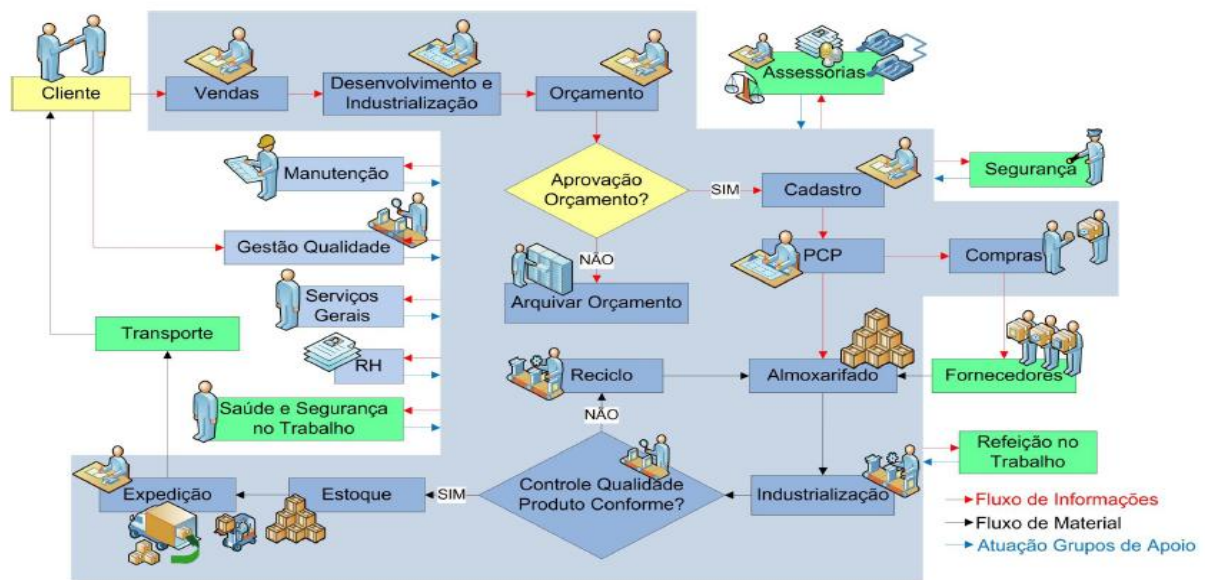 Cliente
Vendas
Desenvolvimento e
Industrialização
Orçamento
Assessórias
Manutenção
Aprovação
Orçamento?
SIM
Cadastro
Segurança
Gestão Qualidade
NÃO
PCP
Compras
Serviços
Gerais
Arquivar Orçamento
Transporte
RH
Reciclo
Almoxarifado
Fornecedores
Saúde e Segurança
no Trabalho
NÃO
Refeição no
Trabalho
Expedição
Estoque
SIM
Controle Qualidade
Produto Conforme?
Industrialização
Fluxo de Informações
Fluxo de Material
Atuação Grupos de Apoio